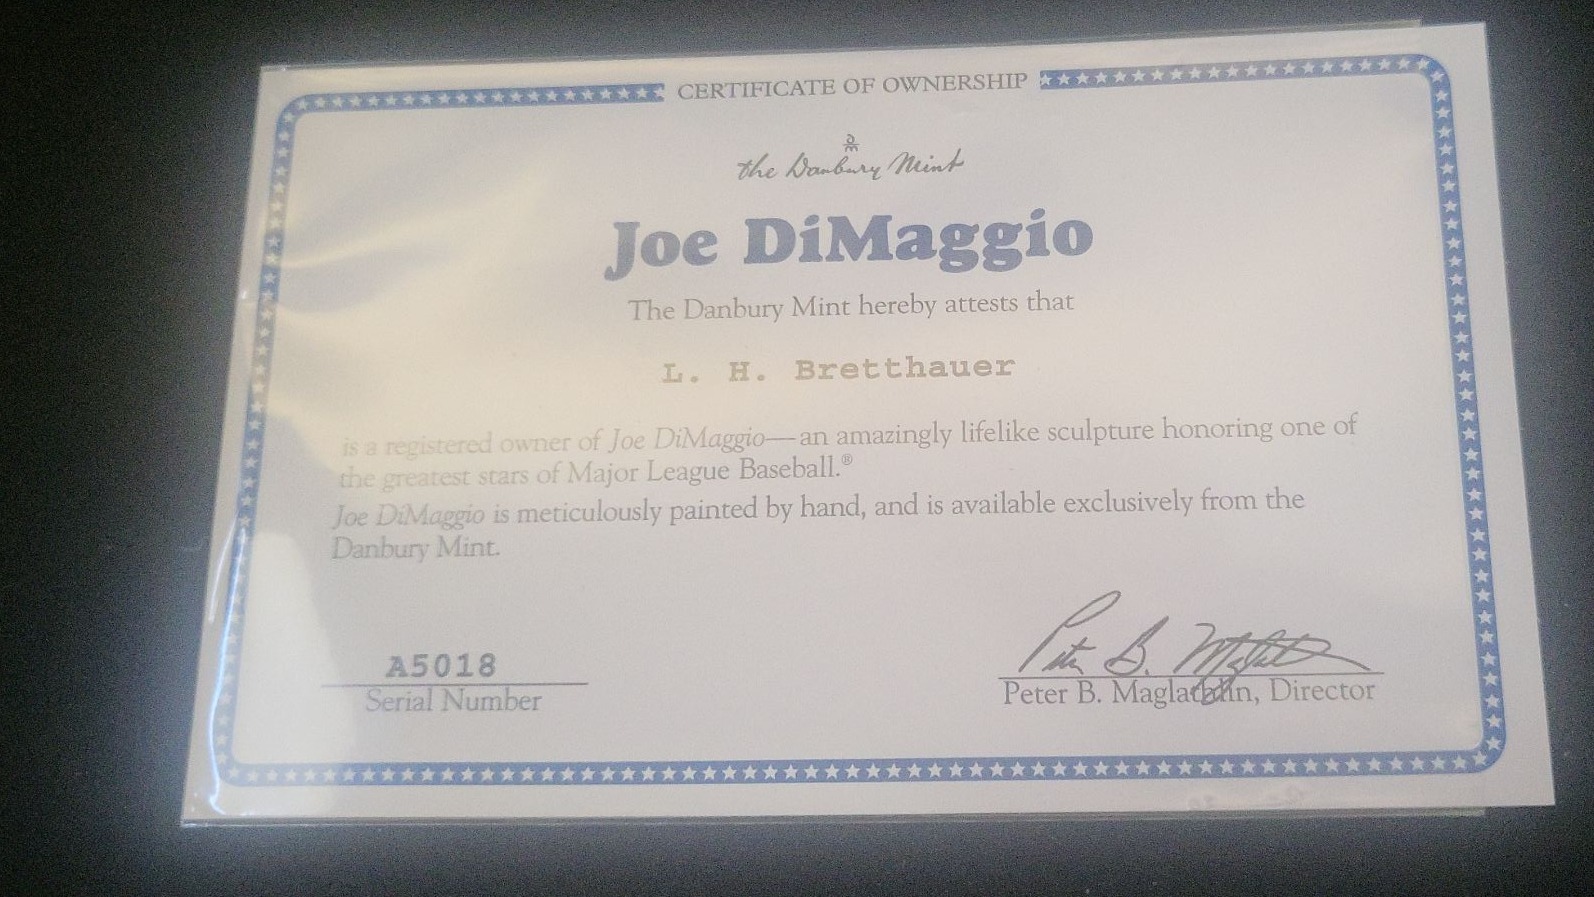 CERTIFICATE OF OWNERSHIP
the Danbury Mint
Joe DiMaggio
The Danbury Mint hereby attests that
L. H. Bretthauer
is a registered owner of Joe DiMaggio—an amazingly lifelike sculpture honoring one of
the greatest stars of Major League Baseball.®
Joe DiMaggio is meticulously painted by hand, and is available exclusively from the
Danbury Mint.
A5018
Serial Number
Peter B. Maglathlin, Director